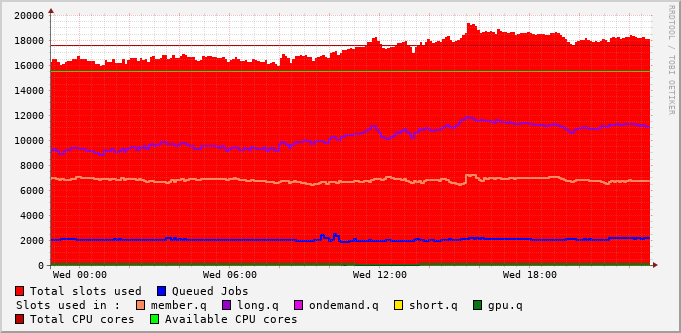 20000
18000
16000
14000
12000
10000
8000
6000
4000
2000
0
Wed 00:00 Wed 06:00 Wed 12:00 Wed 18:00
Total slots used Queued Jobs
Slots used in : member.q long.q ondemand.q short.q gpu.q
Total CPU cores Available CPU cores
RRDTOOL / TOBI OETIKER